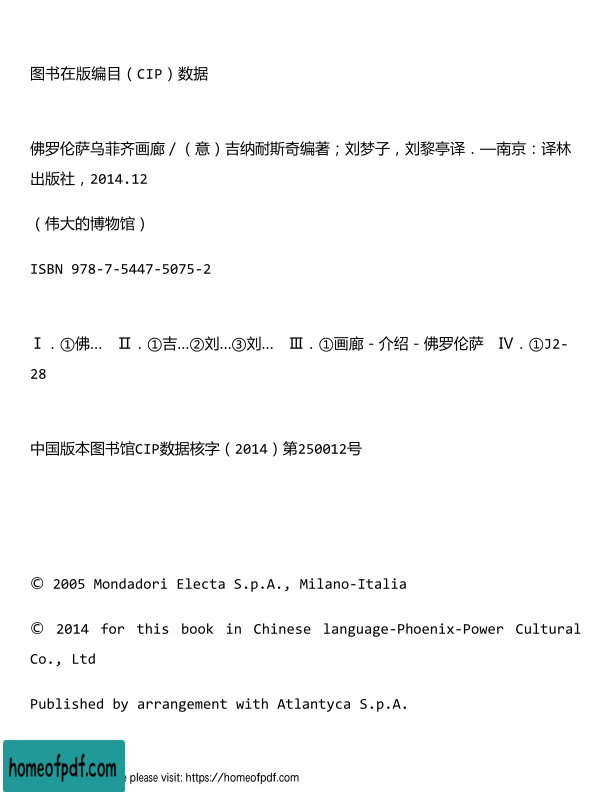 图书在版编目（CIP）数据
佛罗伦萨乌菲齐画廊／（意）吉纳耐斯奇编著；刘梦子，刘黎亭译．—南京：译林
出版社，2014.12
（伟大的博物馆）
ISBN 978-7-5447-5075-2
Ⅰ．①佛… Ⅱ．①吉…②刘…③刘… Ⅲ．①画廊－介绍－佛罗伦萨 Ⅳ．①J2-
28
中国版本图书馆CIP数据核字（2014）第250012号
© 2005 Mondadori Electa S.p.A., Milano-Italia
© 2014 for this book in Chinese language-Phoenix-Power Cultural
Co., Ltd
Published by arrangement with Atlantyca S.p.A.
homeofpdf.com
please visit: https://homeofpdf.com